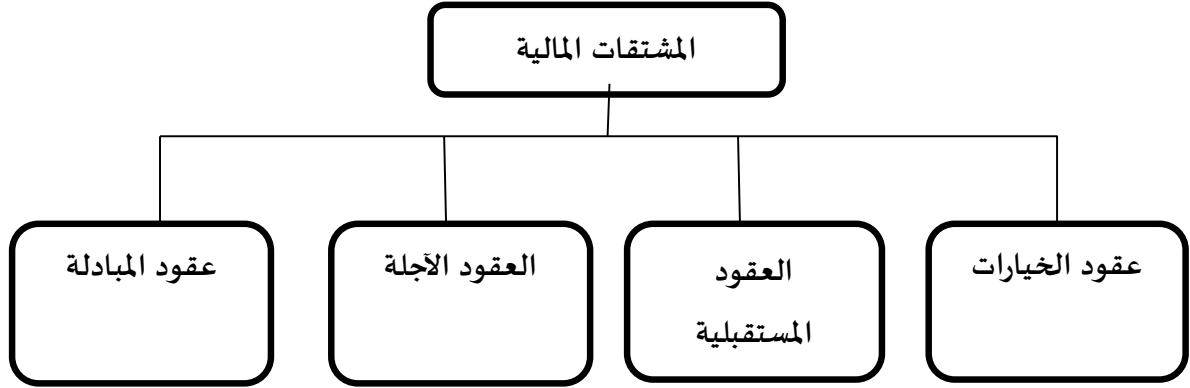 المشتقات المالية
عقود الخيارات
العقود
المستقبلية
العقود الآجلة
عقود المبادلة